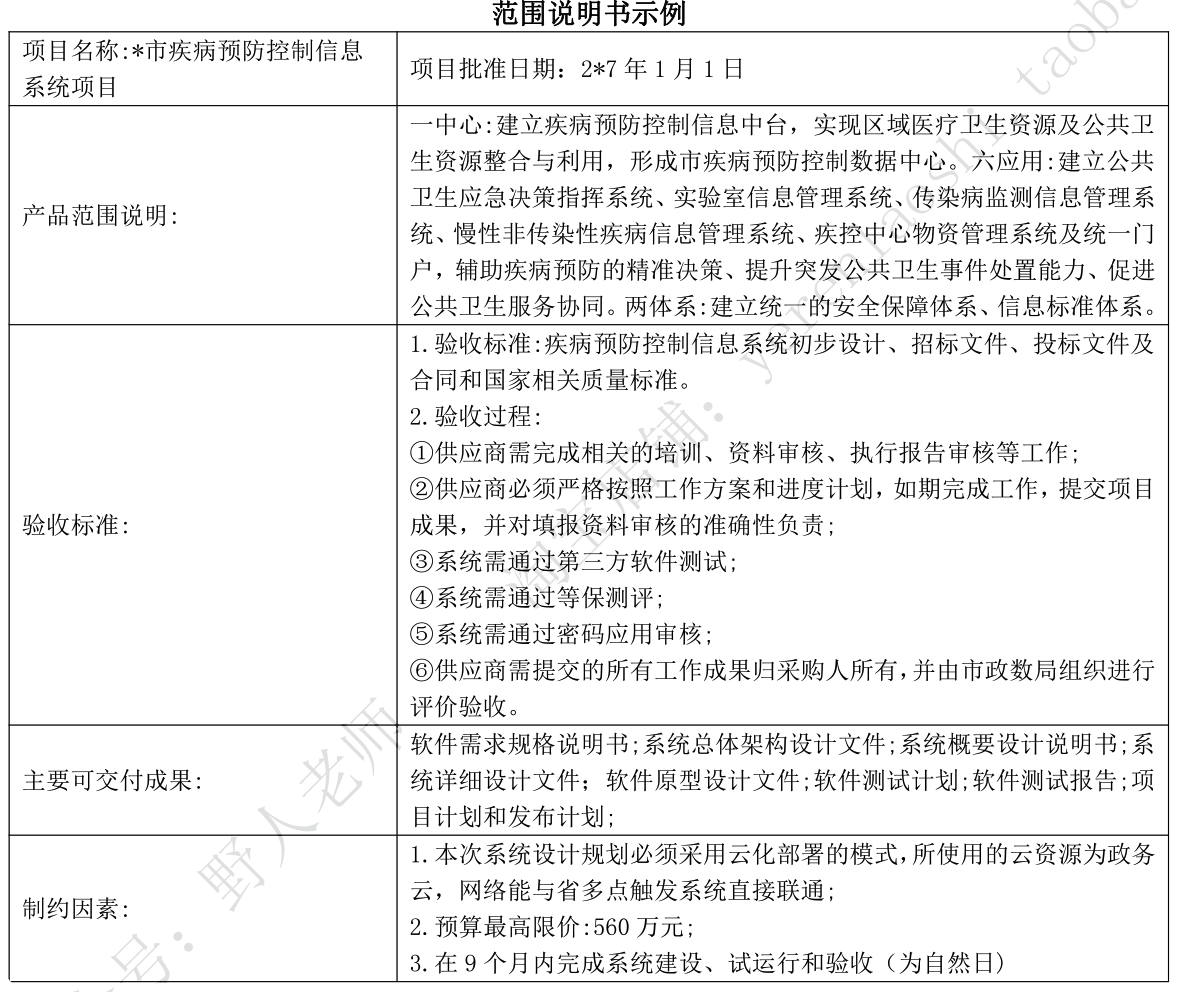 范围说明书示例
项目名称:*市疾病预防控制信息
系统项目
项目批准日期：2*7 年 1 月 1 日
产品范围说明:
一中心:建立疾病预防控制信息中台，实现区域医疗卫生资源及公共卫
生资源整合与利用，形成市疾病预防控制数据中心。六应用:建立公共
卫生应急决策指挥系统、实验室信息管理系统、传染病监测信息管理系
统、慢性非传染性疾病信息管理系统、疾控中心物资管理系统及统一门
户，辅助疾病预防的精准决策、提升突发公共卫生事件处置能力、促进
公共卫生服务协同。两体系:建立统一的安全保障体系、信息标准体系。
验收标准:
1.验收标准:疾病预防控制信息系统初步设计、招标文件、投标文件及
合同和国家相关质量标准。
2.验收过程:
①供应商需完成相关的培训、资料审核、执行报告审核等工作;
②供应商必须严格按照工作方案和进度计划，如期完成工作，提交项目
成果，并对填报资料审核的准确性负责;
③系统需通过第三方软件测试;
④系统需通过等保测评;
⑤系统需通过密码应用审核;
⑥供应商需提交的所有工作成果归采购人所有，并由市政数局组织进行
评价验收。
主要可交付成果:
软件需求规格说明书;系统总体架构设计文件;系统概要设计说明书;系
统详细设计文件；软件原型设计文件;软件测试计划;软件测试报告;项
目计划和发布计划;
制约因素:
1.本次系统设计规划必须采用云化部署的模式，所使用的云资源为政务
云，网络能与省多点触发系统直接联通;
2.预算最高限价:560 万元;
3.在 9 个月内完成系统建设、试运行和验收（为自然日）
淘宝店铺：yerenlaoshi taoba
号：野人老师